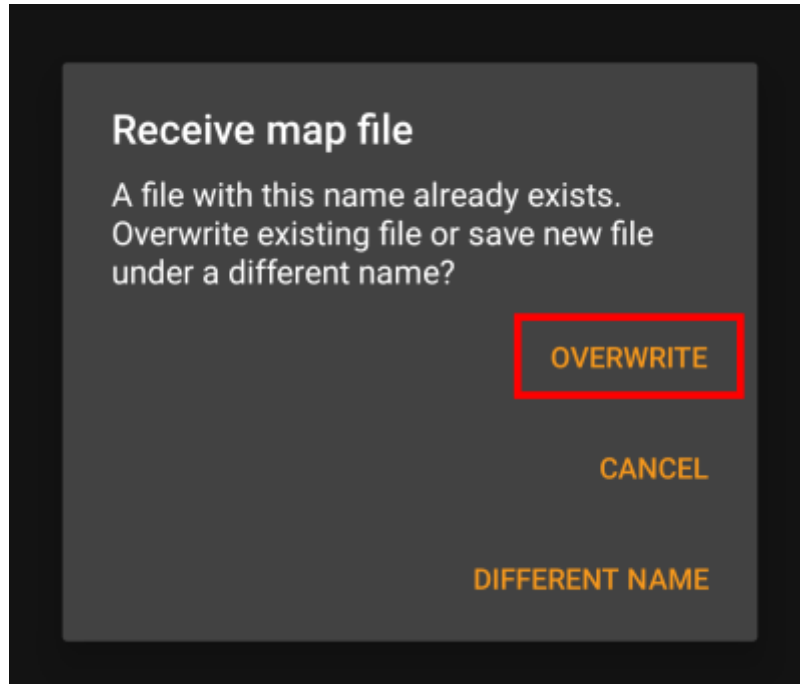 Receive map file
A file with this name already exists.
Overwrite existing file or save new file
under a different name?
OVERWRITE
CANCEL
DIFFERENT NAME